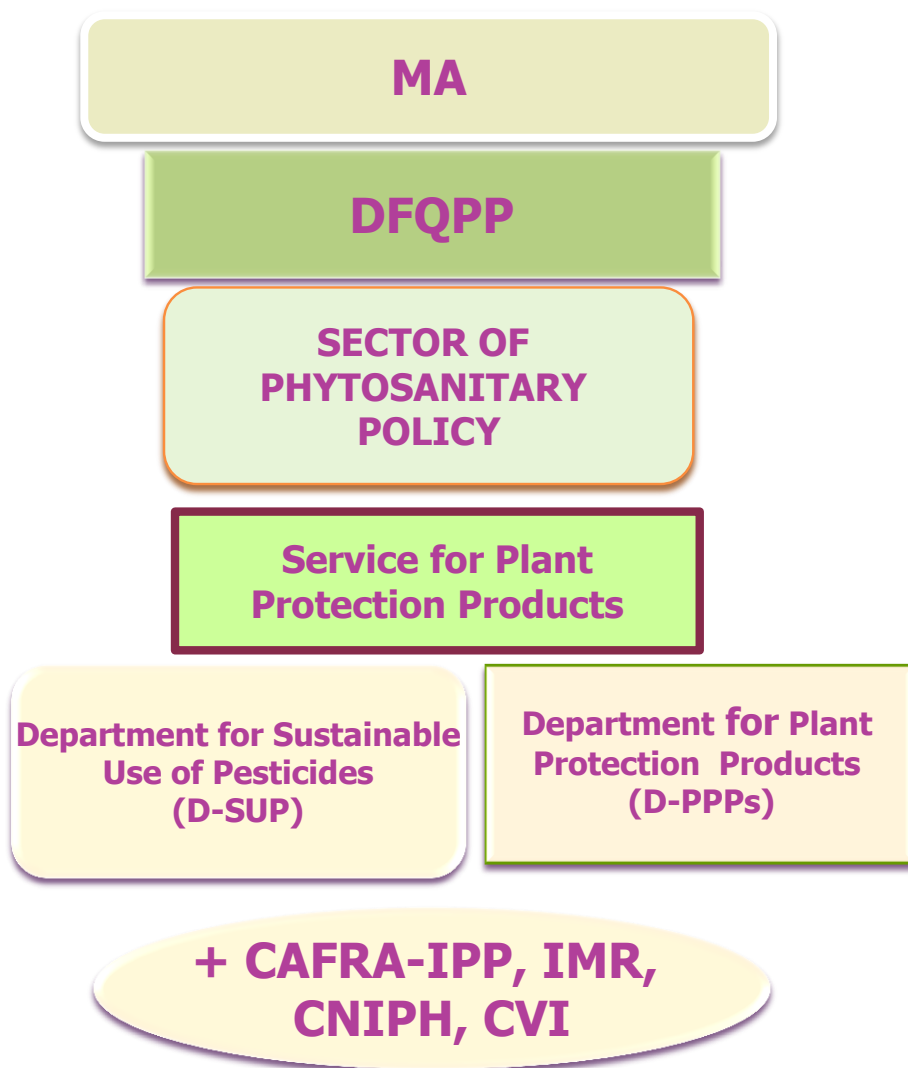 MA
DFQPP
SECTOR OF
PHYTOSANITARY
POLICY
Service for Plant
Protection Products
Department for Sustainable
Use of Pesticides
(D-SUP)
Department for Plant
Protection Products
(D-PPPs)
+ CAFRA-IPP, IMR,
CNIPH, CVI